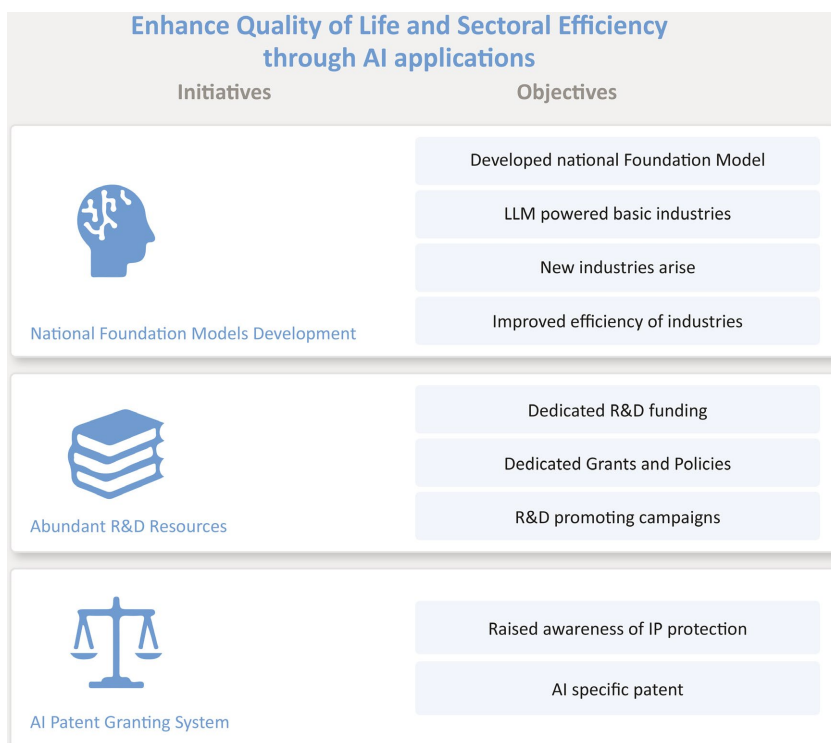 Enhance Quality of Life and Sectoral Efficiency
through AI applications
Initiatives
Objectives
National Foundation Models Development
Developed national Foundation Model
LLM powered basic industries
New industries arise
Improved efficiency of industries
Abundant R&D Resources
Dedicated R&D funding
Dedicated Grants and Policies
R&D promoting campaigns
AI Patent Granting System
Raised awareness of IP protection
AI specific patent